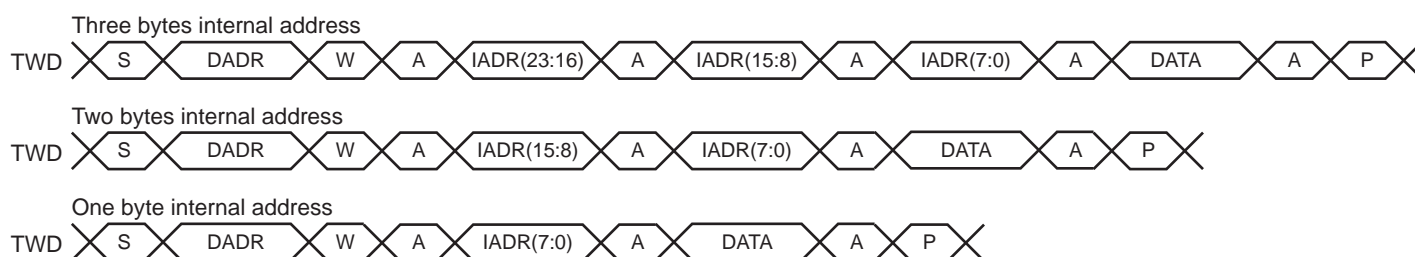 Three bytes internal address
TWD S DADR W A IADR(23:16) A IADR(15:8) A IADR(7:0) A DATA A P
Two bytes internal address
TWD S DADR W A IADR(15:8) A IADR(7:0) A DATA A P
One byte internal address
TWD S DADR W A IADR(7:0) A DATA A P